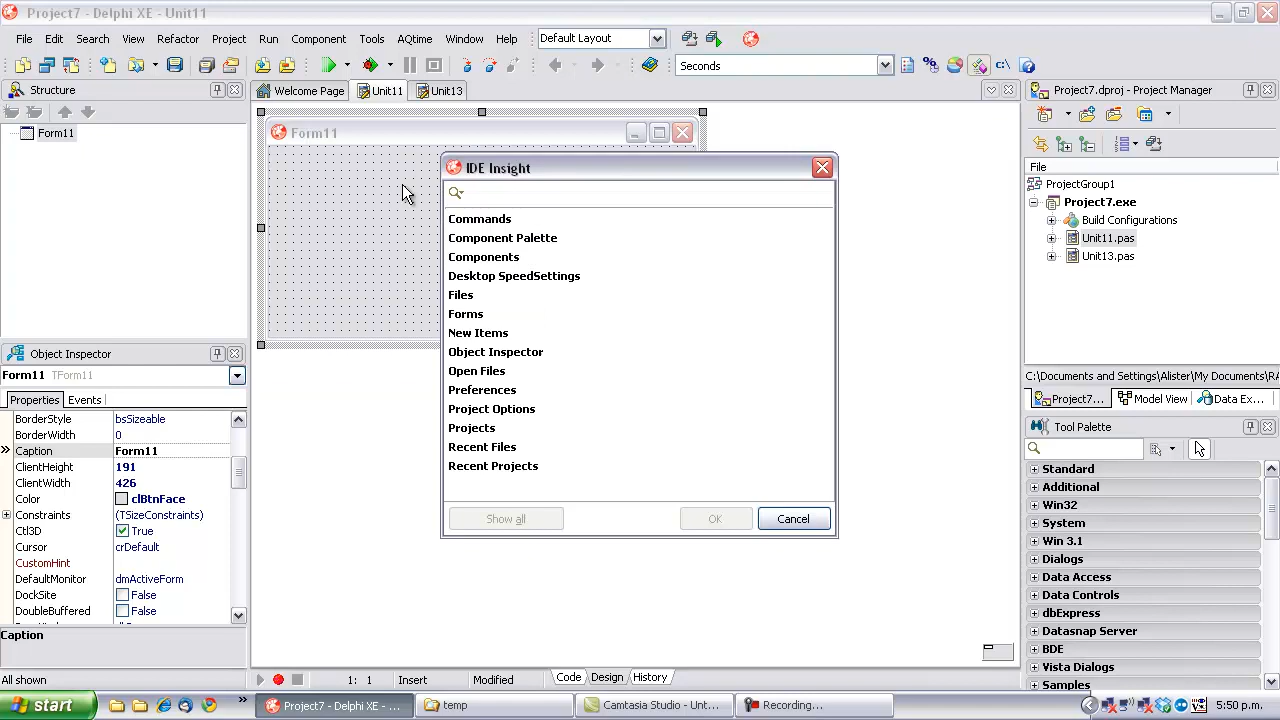 Project7 - Delphi XE - Unit11
File Edit Search View Refactor Project Run Component Tools AQtime Window Help
Default Layout
Seconds
Structure
Form11
Object Inspector
Form11 TForm11
Properties Events
BorderStyle bsSizeable
BorderWidth 0
Caption Form11
ClientHeight 191
ClientWidth 426
Color clBtnFace
Constraints (TSizeConstraints)
Ctl3D True
Cursor crDefault
CustomHint
DefaultMonitor dmActiveForm
DockSite False
DoubleBuffered False
Caption
All shown
Welcome Page Unit11 Unit13
Form11
IDE Insight
Commands
Component Palette
Components
Desktop SpeedSettings
Files
Forms
New Items
Object Inspector
Open Files
Preferences
Project Options
Projects
Recent Files
Recent Projects
Show all OK Cancel
1: 1 Insert Modified Code Design History
Project7.dproj - Project Manager
File
ProjectGroup1
Project7.exe
Build Configurations
Unit11.pas
Unit13.pas
C:\Documents and Settings\Alister\My Documents\RA
Project7... Model View Data Ex...
Tool Palette
Standard
Additional
Win32
System
Win 3.1
Dialogs
Data Access
Data Controls
dbExpress
Datasnap Server
BDE
Vista Dialogs
Samples
start Project7 - Delphi XE - ... temp Camtasia Studio - Unt... Recording... 5:50 p.m.